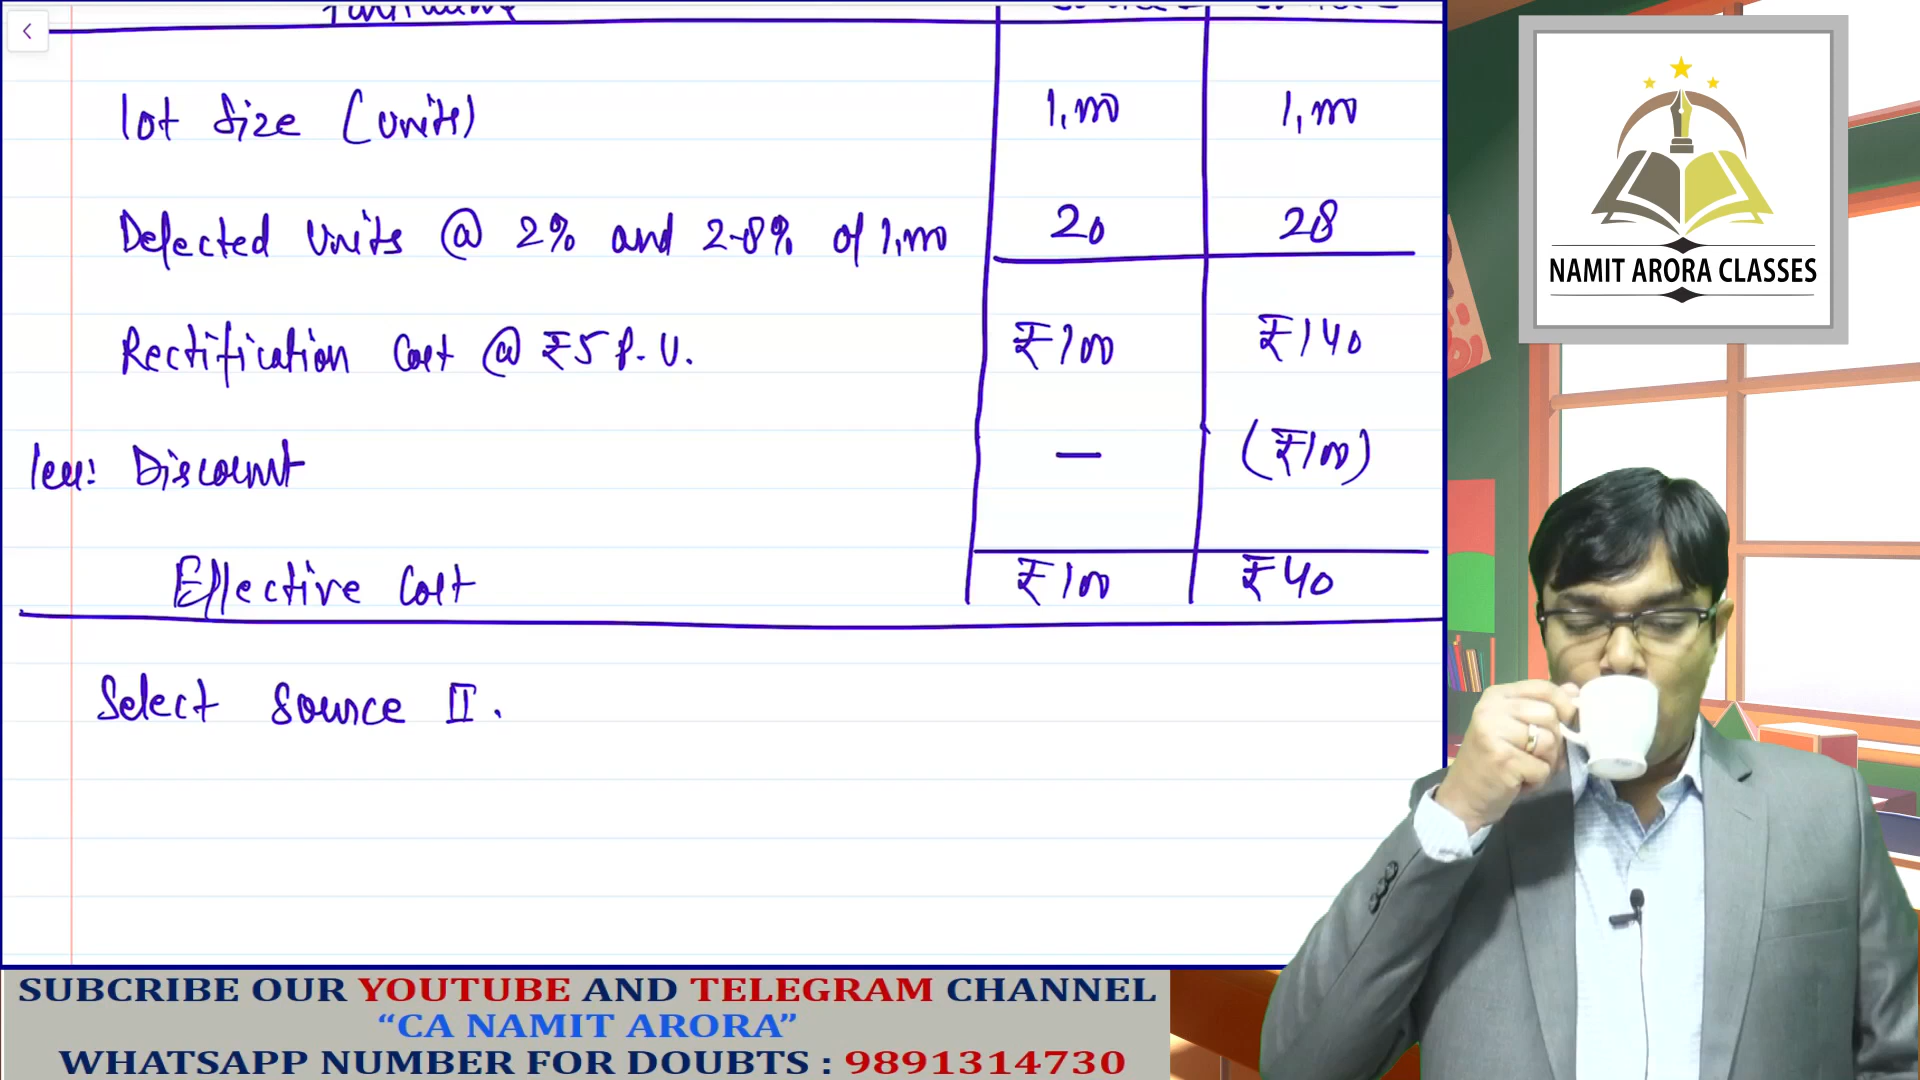 Lot Size (Units) 1,000 1,000
Defected Units @ 2% and 2.8% of 1,000 20 28
Rectification Cost @ ₹5 P.U. ₹100 ₹140
Less: Discount — (₹100)
Effective Cost ₹100 ₹40
Select Source II.
NAMIT ARORA CLASSES
SUBCRIBE OUR YOUTUBE AND TELEGRAM CHANNEL
“CA NAMIT ARORA”
WHATSAPP NUMBER FOR DOUBTS : 9891314730